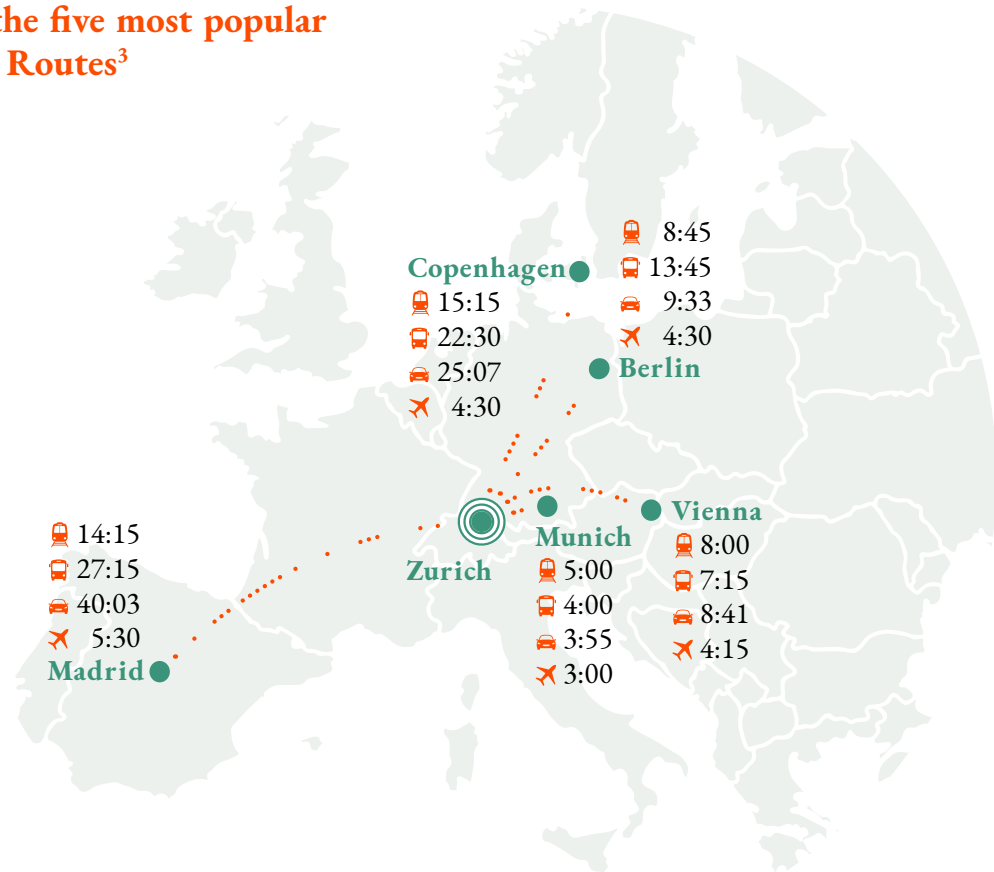 the five most popular
Routes³
Copenhagen
15:15
22:30
25:07
4:30
8:45
13:45
9:33
4:30
Berlin
14:15
27:15
40:03
5:30
Madrid
Zurich
Munich
5:00
4:00
3:55
3:00
Vienna
8:00
7:15
8:41
4:15